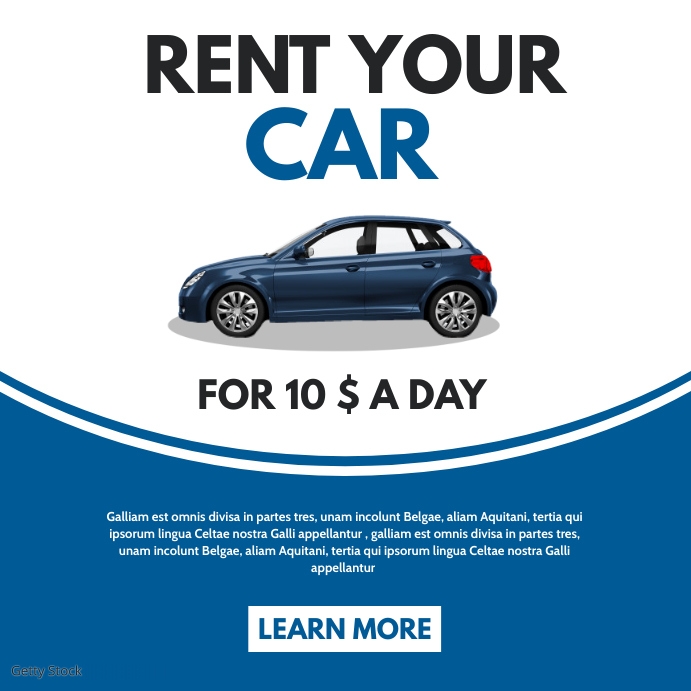 RENT YOUR
CAR
FOR 10 $ A DAY
Galliam est omnis divisa in partes tres, unam incolunt Belgae, aliam Aquitani, tertia qui
ipsorum lingua Celtae nostra Galli appellantur , galliam est omnis divisa in partes tres,
unam incolunt Belgae, aliam Aquitani, tertia qui ipsorum lingua Celtae nostra Galli
appellantur
LEARN MORE
Getty Stock